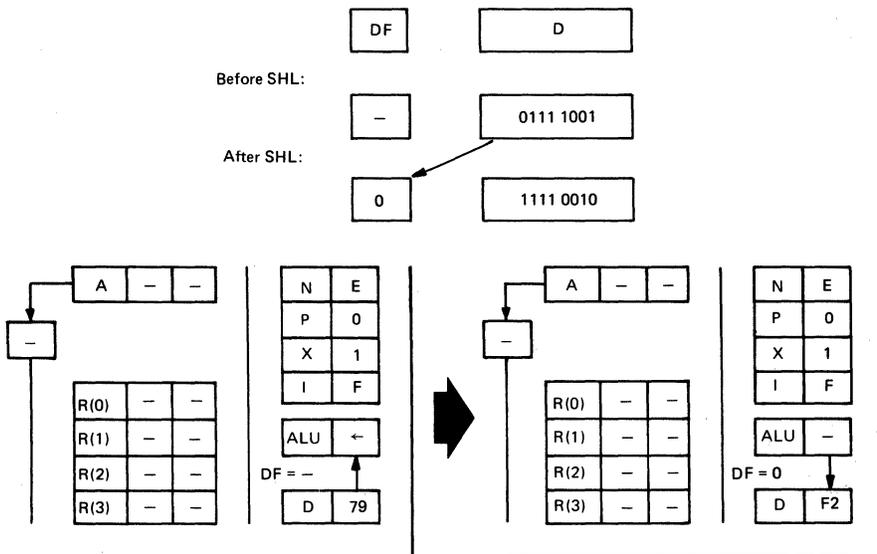 DF D
Before SHL:
– 0111 1001
After SHL:
0 1111 0010
A – –
–
R(0) – –
R(1) – –
R(2) – –
R(3) – –
N E
P 0
X 1
I F
ALU ←
DF = –
D 79
A – –
–
R(0) – –
R(1) – –
R(2) – –
R(3) – –
N E
P 0
X 1
I F
ALU –
DF = 0
D F2